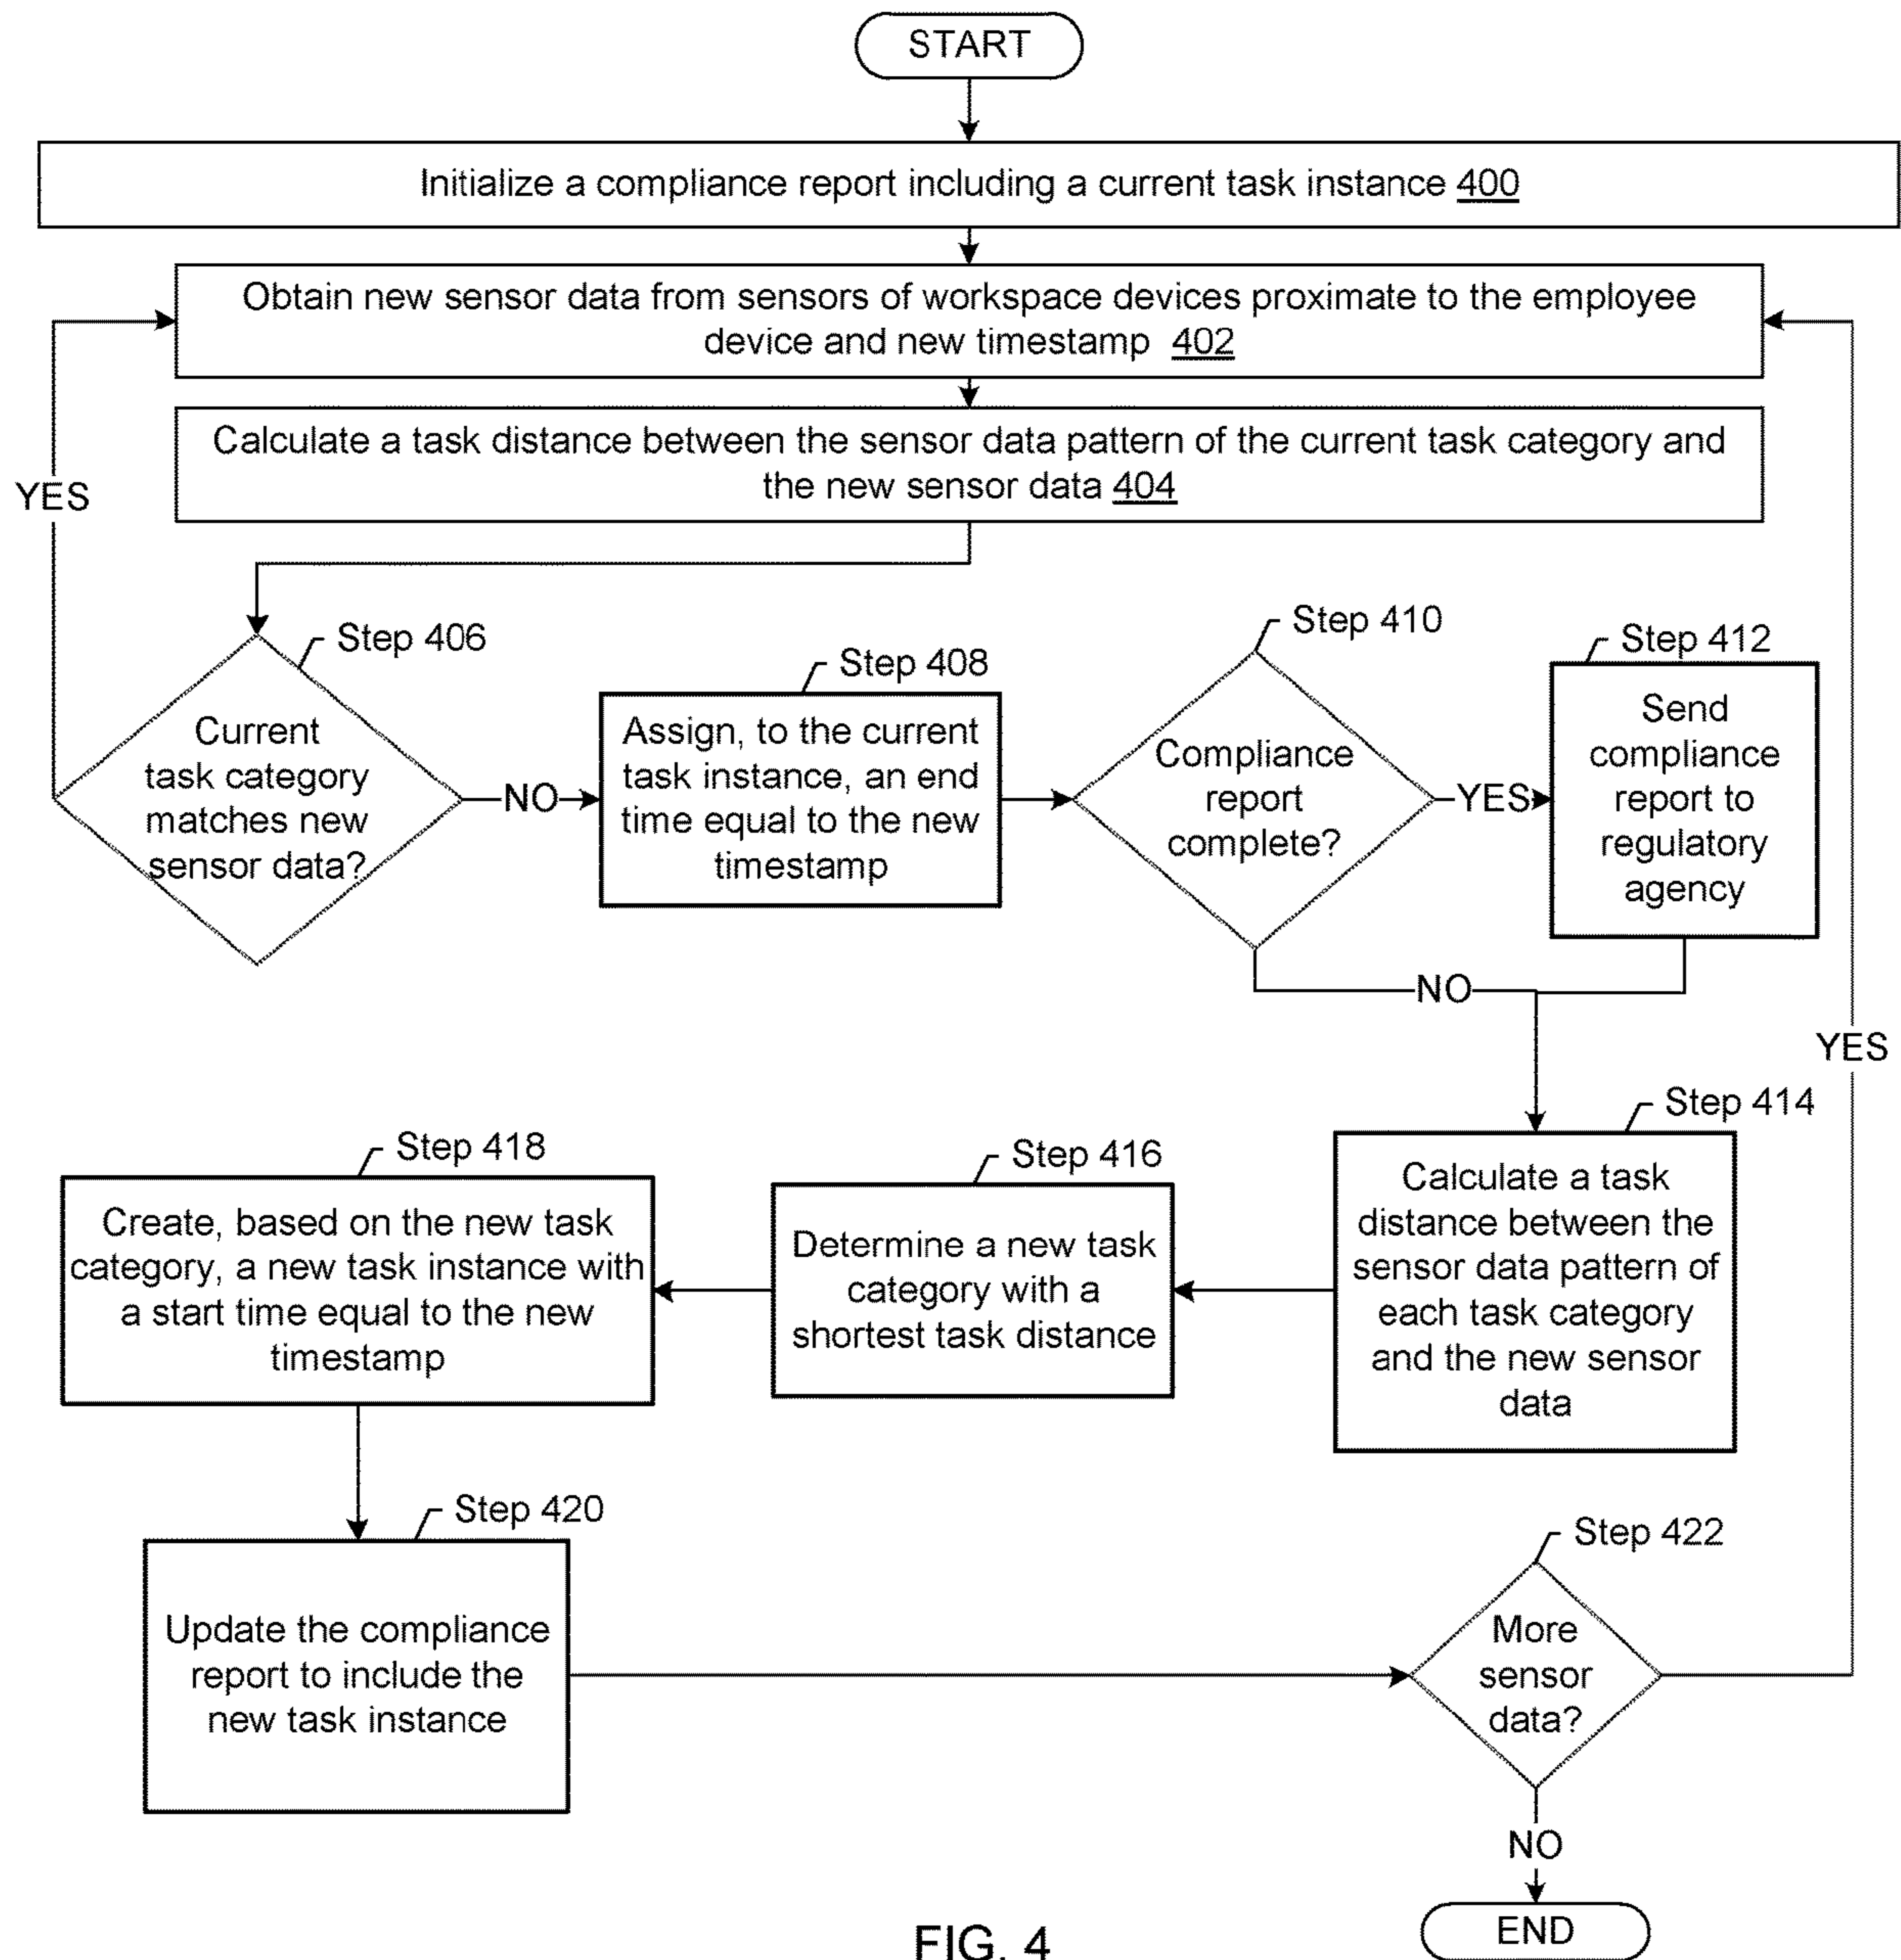 START
Initialize a compliance report including a current task instance 400
Obtain new sensor data from sensors of workspace devices proximate to the employee
device and new timestamp 402
Calculate a task distance between the sensor data pattern of the current task category and
the new sensor data 404
YES
Step 406
Current
task category
matches new
sensor data?
NO
Step 408
Assign, to the current
task instance, an end
time equal to the new
timestamp
Step 410
Compliance
report
complete?
YES
Step 412
Send
compliance
report to
regulatory
agency
NO
YES
Step 414
Calculate a task
distance between the
sensor data pattern of
each task category
and the new sensor
data
Step 416
Determine a new task
category with a
shortest task distance
Step 418
Create, based on the new task
category, a new task instance with
a start time equal to the new
timestamp
Step 420
Update the compliance
report to include the
new task instance
Step 422
More
sensor
data?
NO
END
FIG. 4